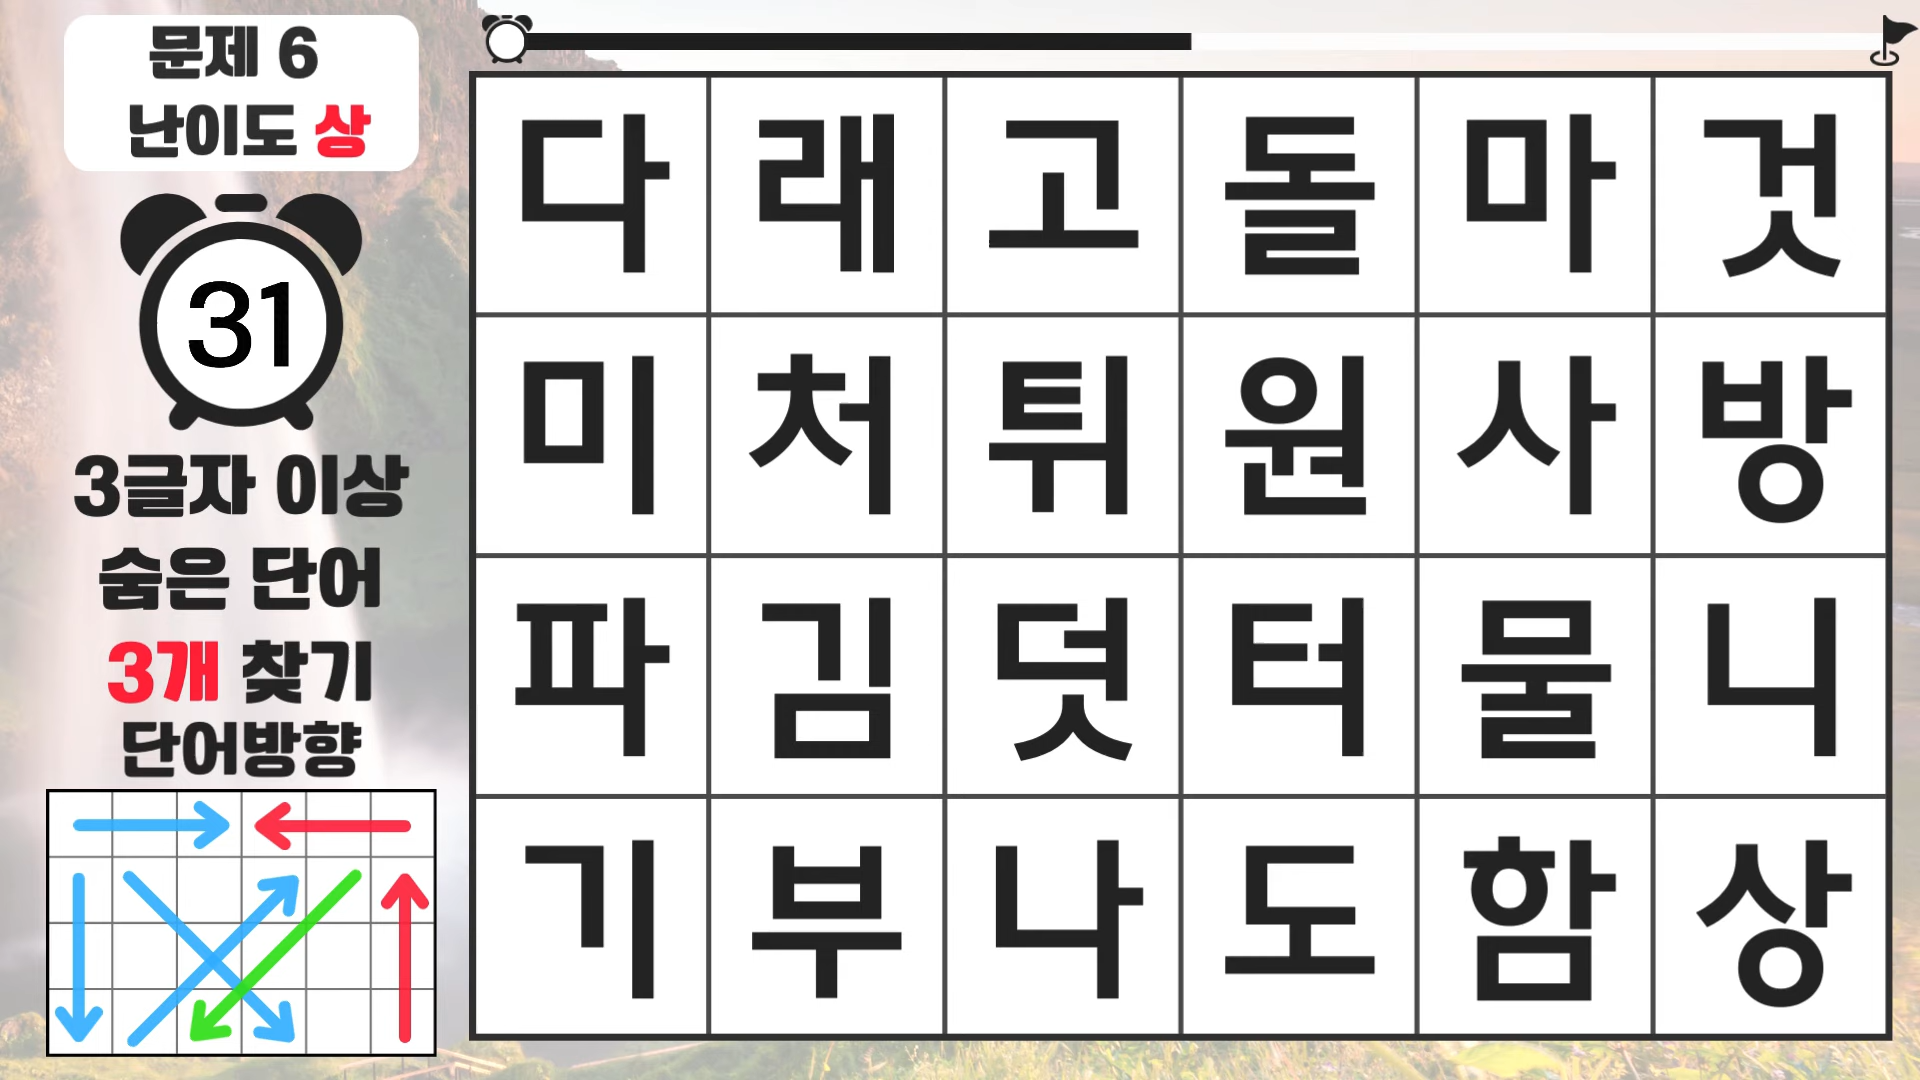 문제 6
난이도 상
31
3글자 이상
숨은 단어
3개 찾기
단어방향
다 래 고 돌 마 것
미 처 튀 원 사 방
파 김 덧 터 물 니
기 부 나 도 함 상